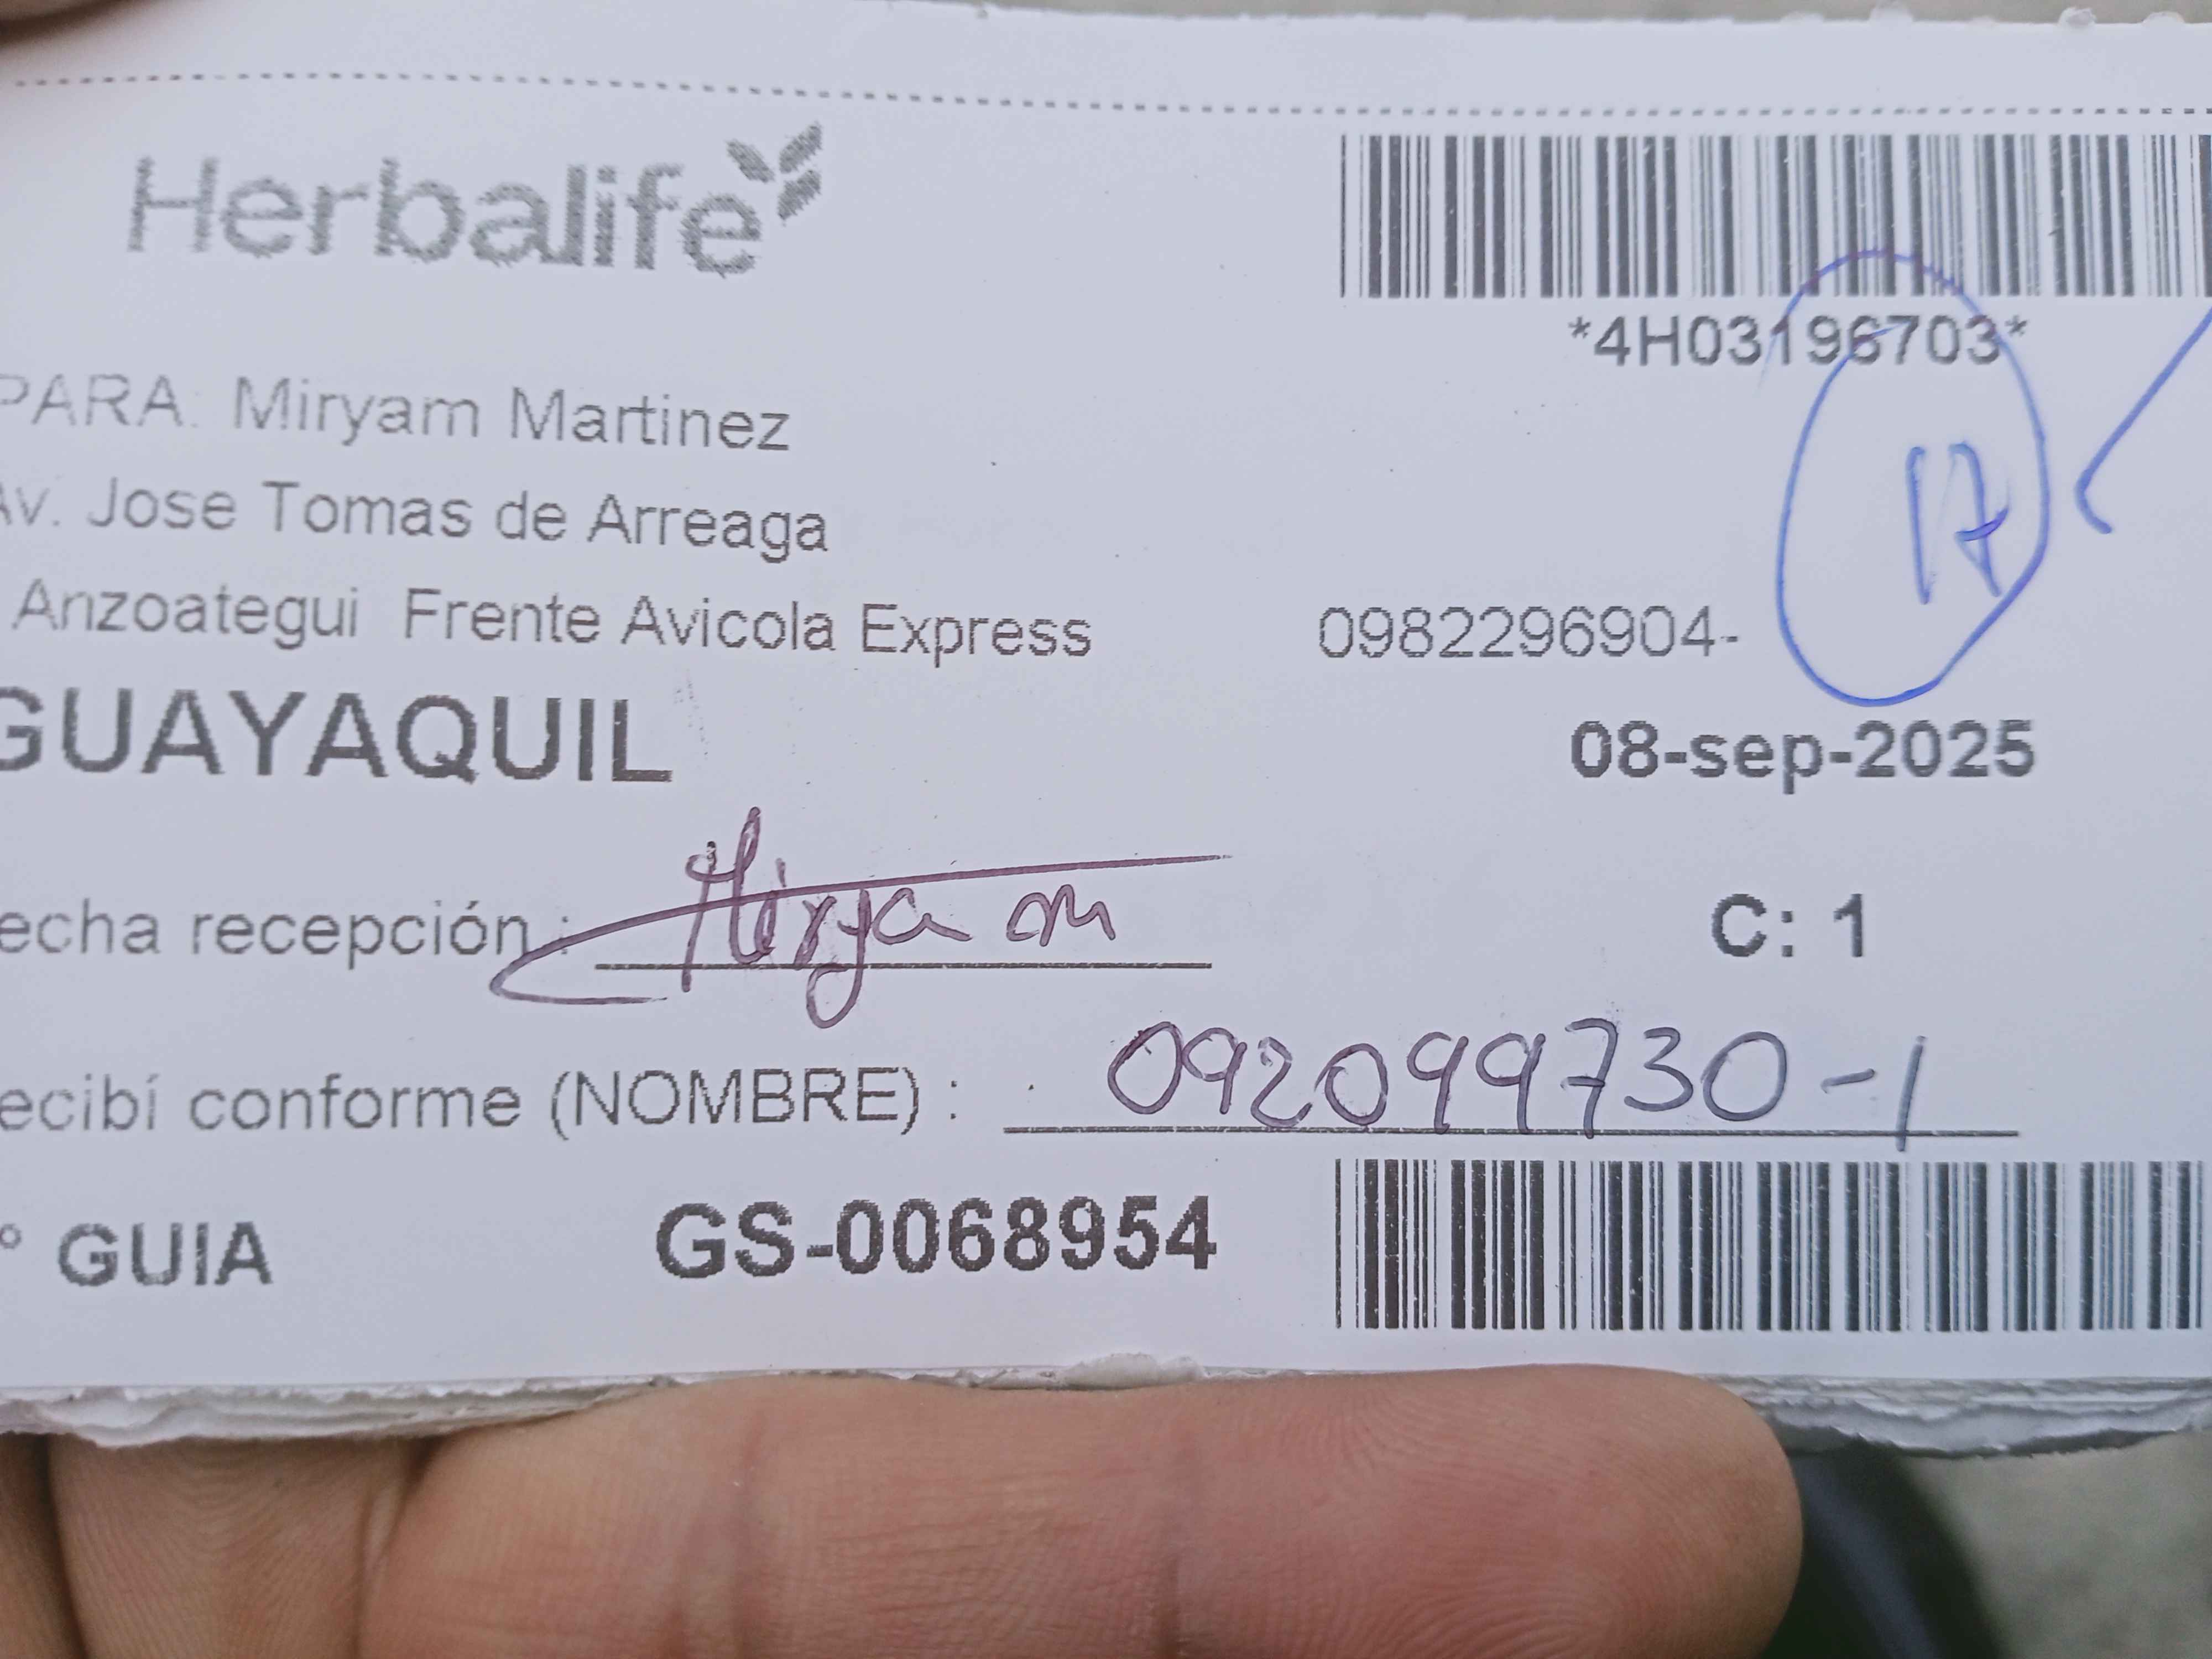 Herbalife
*4H03196703*
PARA: Miryam Martinez
17
Av. Jose Tomas de Arreaga
Anzoategui Frente Avicola Express 0982296904-
GUAYAQUIL 08-sep-2025
echa recepción : Miryam C: 1
ecibí conforme (NOMBRE) : 092099730-1
° GUIA GS-0068954